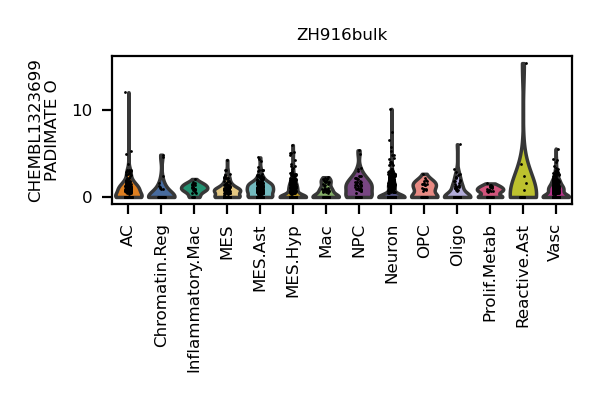 ZH916bulk
CHEMBL1323699
PADIMATE O
10
0
AC
Chromatin.Reg
Inflammatory.Mac
MES
MES.Ast
MES.Hyp
Mac
NPC
Neuron
OPC
Oligo
Prolif.Metab
Reactive.Ast
Vasc